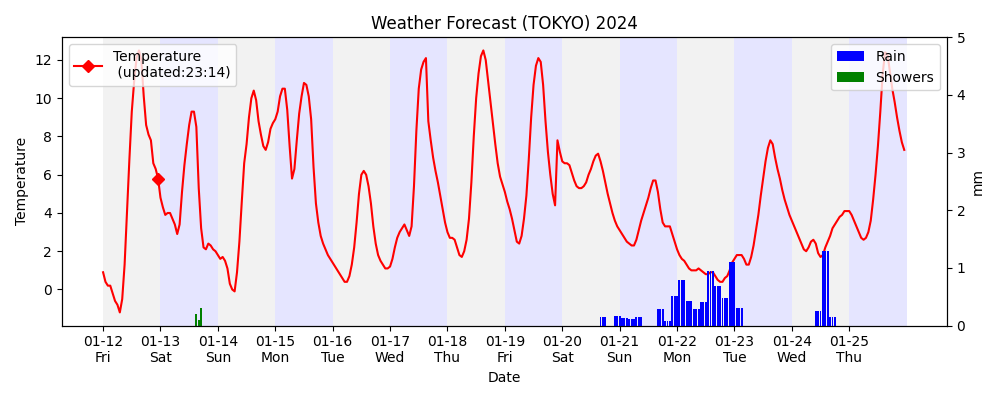 Weather Forecast (TOKYO) 2024
Temperature
(updated:23:14)
Rain
Showers
Temperature
12
10
8
6
4
2
0
5
4
3
2
1
0
mm
01-12 01-13 01-14 01-15 01-16 01-17 01-18 01-19 01-20 01-21 01-22 01-23 01-24 01-25
Fri Sat Sun Mon Tue Wed Thu Fri Sat Sun Mon Tue Wed Thu
Date